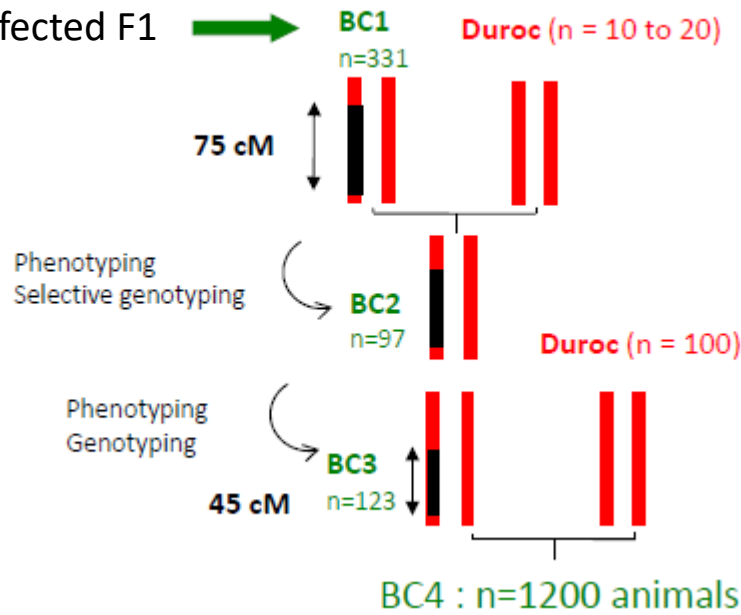 fected F1
BC1
n=331
Duroc (n = 10 to 20)
75 cM
Phenotyping
Selective genotyping
BC2
n=97
Duroc (n = 100)
Phenotyping
Genotyping
BC3
n=123
45 cM
BC4 : n=1200 animals